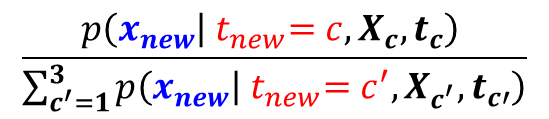 p(x_new | t_new = c, X_c, t_c)
∑_{c'=1}^{3} p(x_new | t_new = c', X_{c'}, t_{c'})